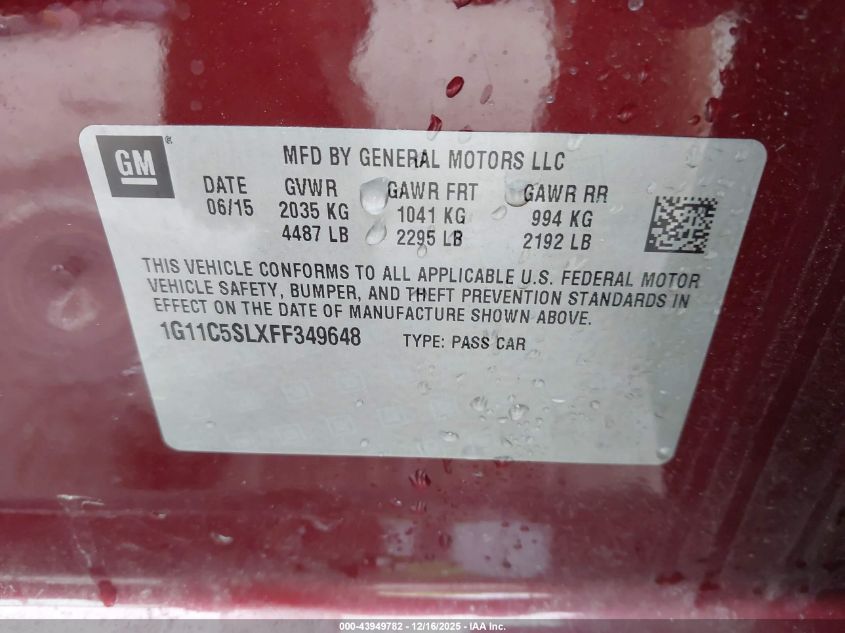 GM®
MFD BY GENERAL MOTORS LLC
DATE GVWR GAWR FRT GAWR RR
06/15 2035 KG 1041 KG 994 KG
4487 LB 2295 LB 2192 LB
THIS VEHICLE CONFORMS TO ALL APPLICABLE U.S. FEDERAL MOTOR
VEHICLE SAFETY, BUMPER, AND THEFT PREVENTION STANDARDS IN
EFFECT ON THE DATE OF MANUFACTURE SHOWN ABOVE.
1G11C5SLXFF349648 TYPE: PASS CAR
000-43949782 - 12/16/2025 - IAA Inc.